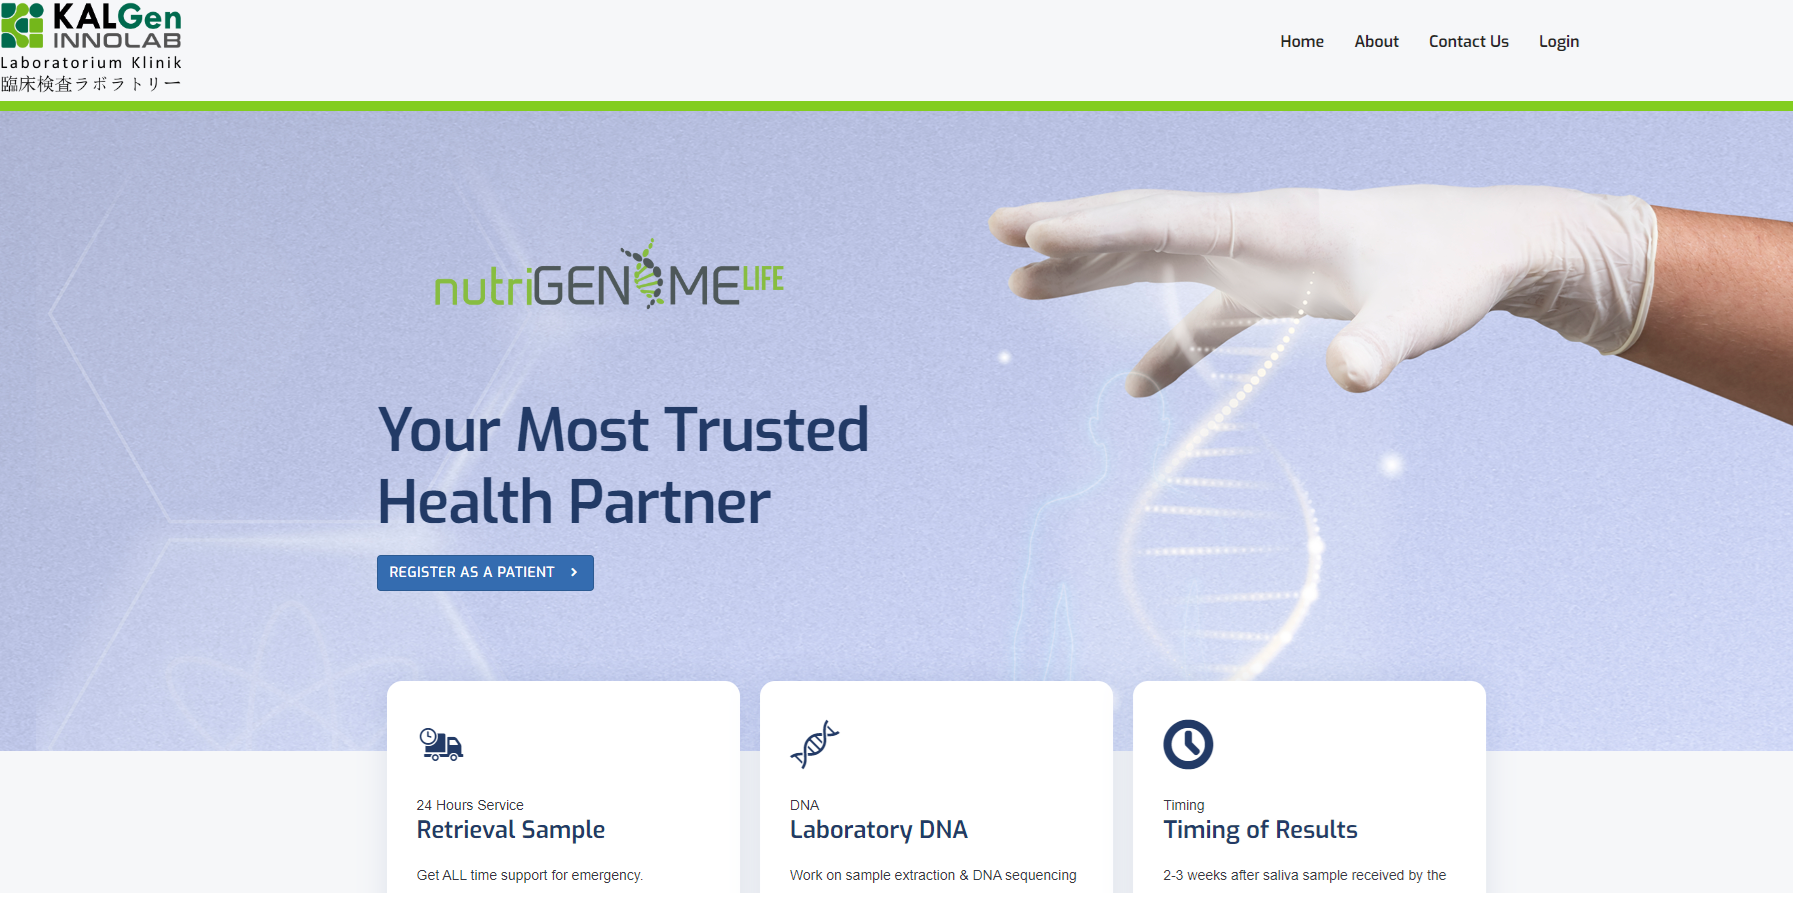 KALGen
INNOLAB
Laboratorium Klinik
臨床検査ラボラトリー
Home About Contact Us Login
nutriGENOME LIFE
Your Most Trusted
Health Partner
REGISTER AS A PATIENT
24 Hours Service
Retrieval Sample
Get ALL time support for emergency.
DNA
Laboratory DNA
Work on sample extraction & DNA sequencing
Timing
Timing of Results
2-3 weeks after saliva sample received by the